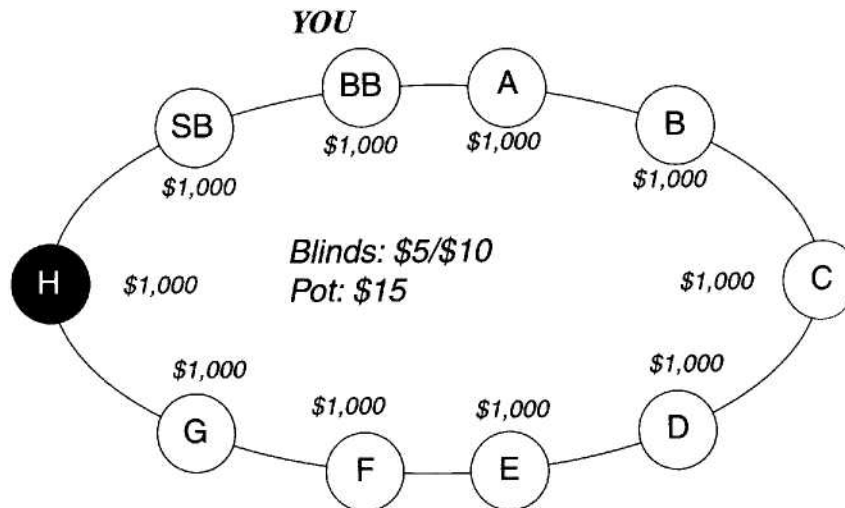 YOU
BB
A
SB
B
$1,000
$1,000
$1,000
$1,000
Blinds: $5/$10
Pot: $15
H
$1,000
$1,000
C
$1,000
$1,000
$1,000
$1,000
G
F
E
D